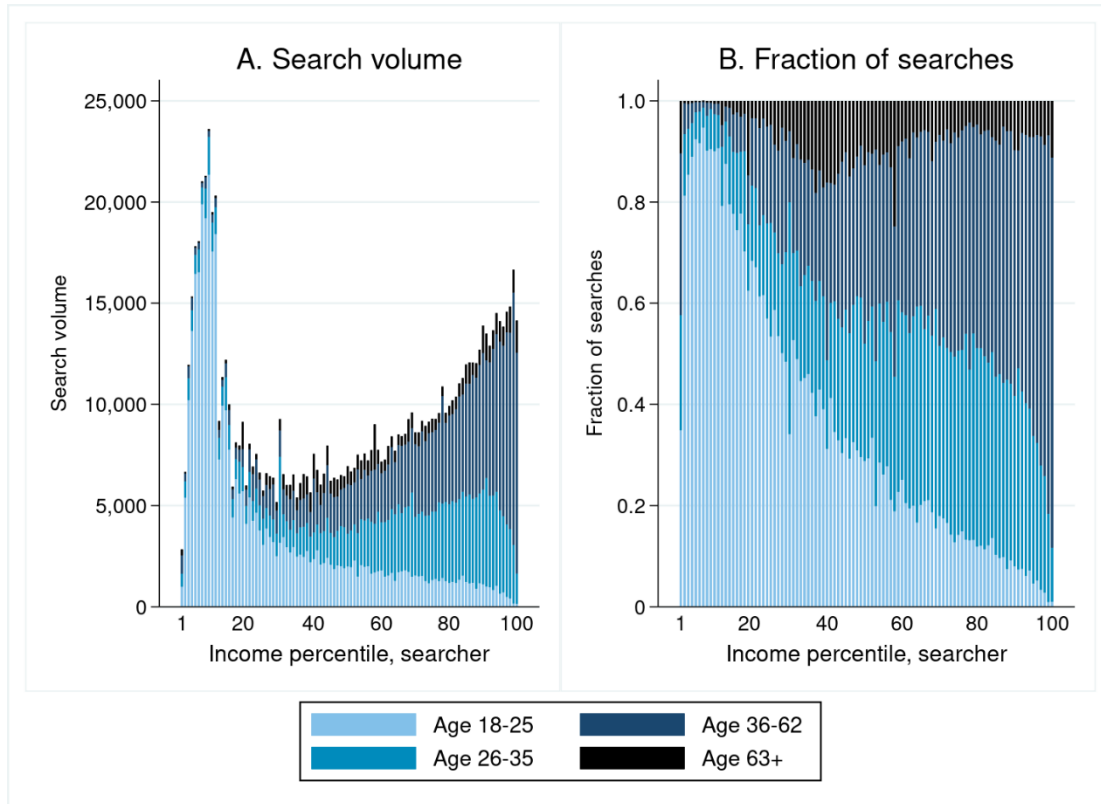 A. Search volume
25,000
20,000
15,000
10,000
5,000
0
Search volume
1 20 40 60 80 100
Income percentile, searcher
B. Fraction of searches
1.0
0.8
0.6
0.4
0.2
0
Fraction of searches
1 20 40 60 80 100
Income percentile, searcher
Age 18-25 Age 36-62
Age 26-35 Age 63+